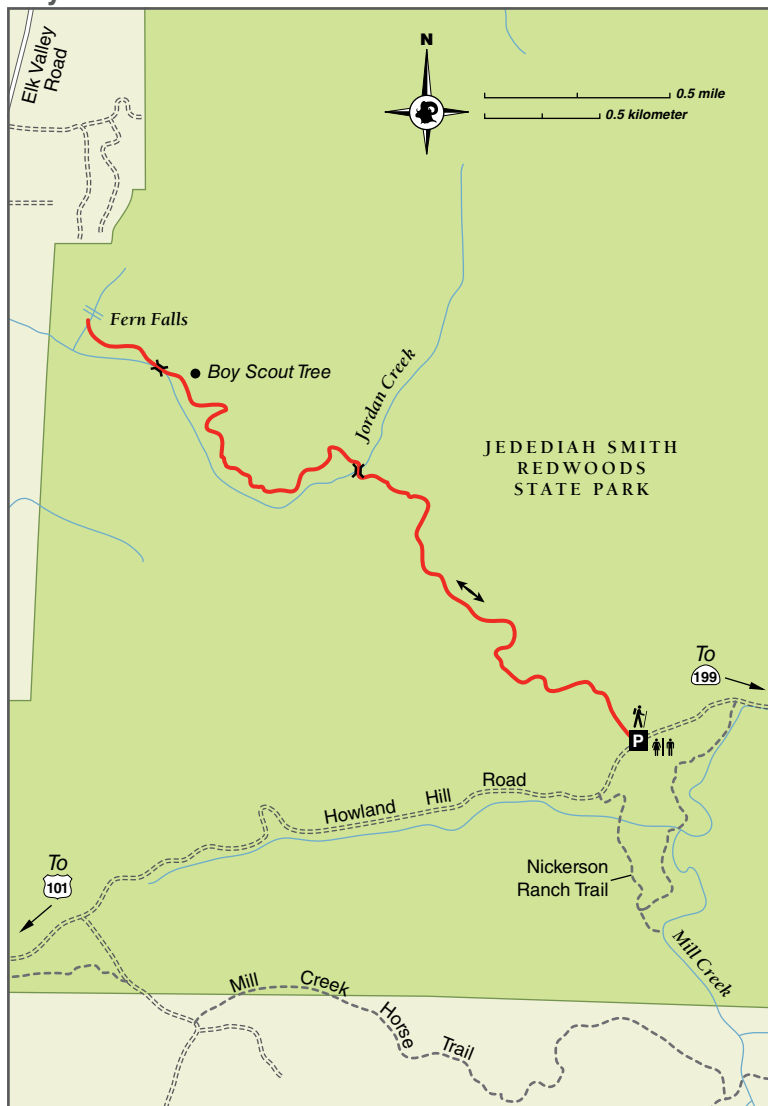 Elk Valley
Road
N
0.5 mile
0.5 kilometer
Fern Falls
Boy Scout Tree
Jordan Creek
JEDEDIAH SMITH
REDWOODS
STATE PARK
To
199
P
Howland Hill Road
To
101
Nickerson
Ranch Trail
Mill Creek
Mill Creek Horse Trail